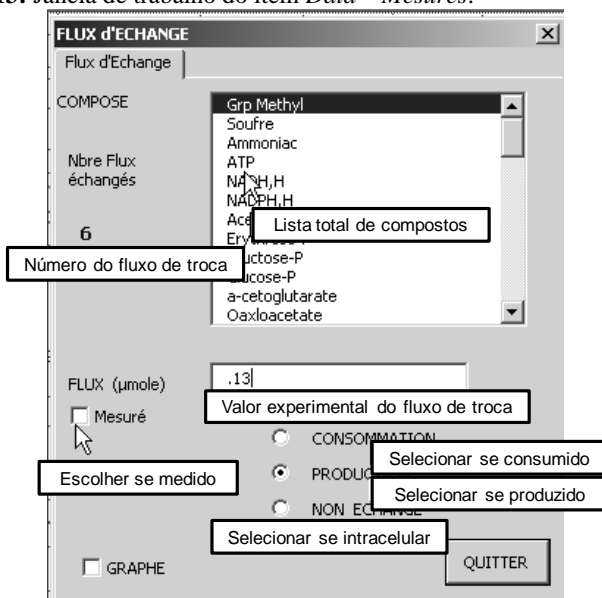 Janela de trabalho do item Data – Mesures.
FLUX d'ECHANGE
Flux d'Echange
COMPOSE
Grp Methyl
Soufre
Ammoniac
ATP
NADPH,H
Nbre Flux
échangés
6
Lista total de compostos
Número do fluxo de troca
a-cetoglutarate
Oaxloacetate
FLUX (µmole)
.13
Valor experimental do fluxo de troca
Mesuré
CONSOMMATION
Selecionar se consumido
Escolher se medido
Selecionar se produzido
NON ECHANGE
Selecionar se intracelular
GRAPHE
QUITTER